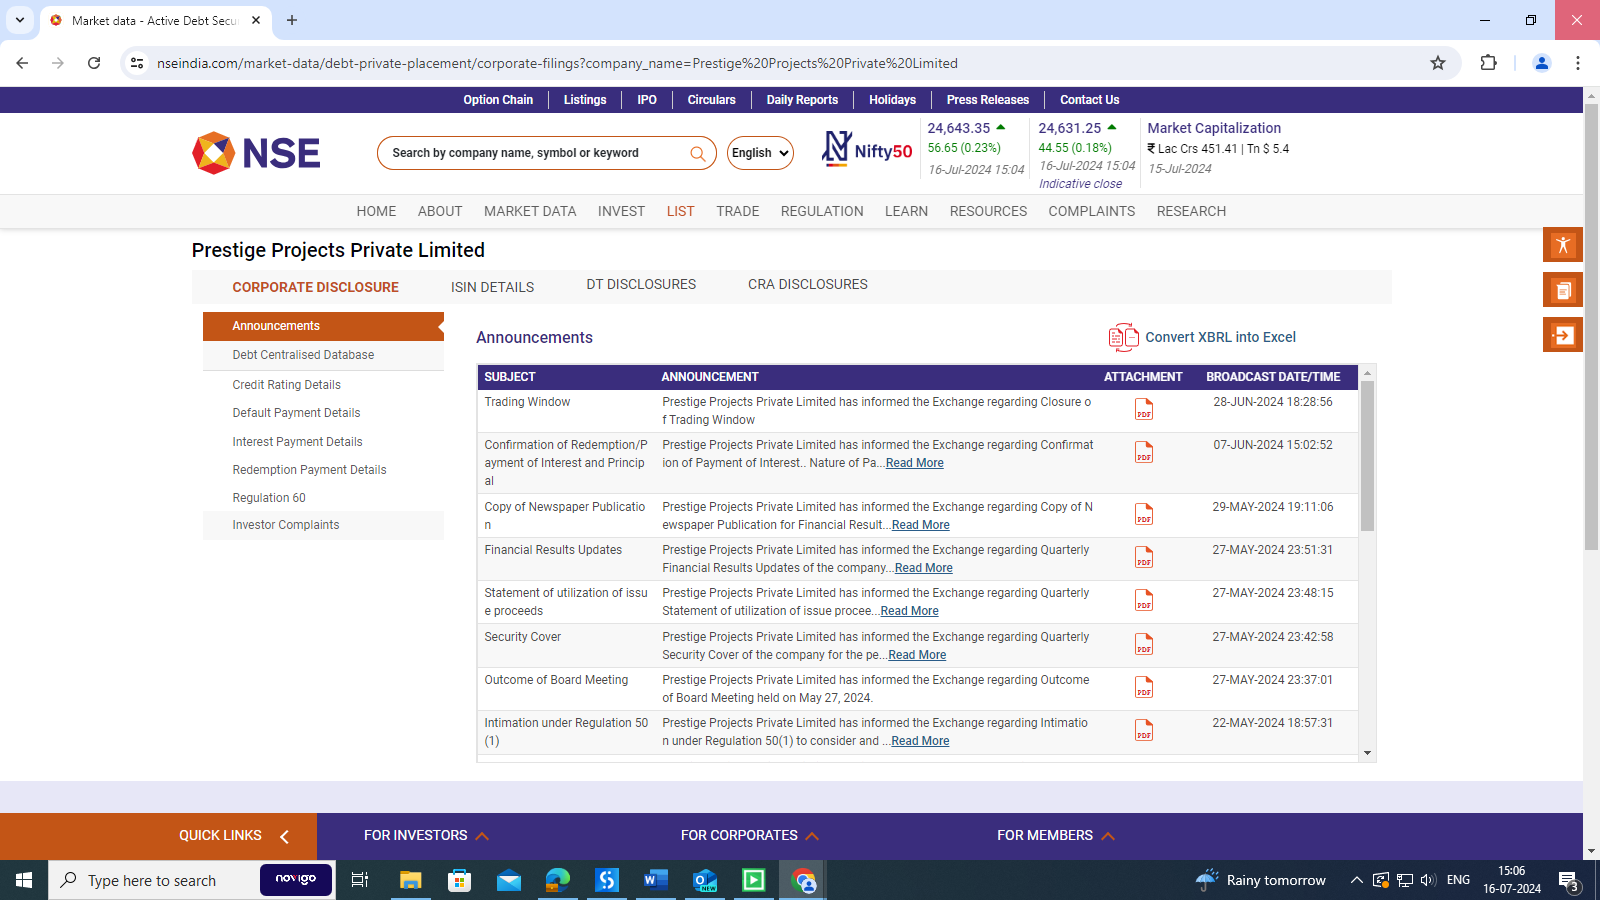 Market data - Active Debt Secu
nseindia.com/market-data/debt-private-placement/corporate-filings?company_name=Prestige%20Projects%20Private%20Limited
Option Chain Listings IPO Circulars Daily Reports Holidays Press Releases Contact Us
NSE
Search by company name, symbol or keyword
English
Nifty50
24,643.35
56.65 (0.23%)
16-Jul-2024 15:04
24,631.25
44.55 (0.18%)
16-Jul-2024 15:04
Indicative close
Market Capitalization
₹ Lac Crs 451.41 | Tn $ 5.4
15-Jul-2024
HOME ABOUT MARKET DATA INVEST LIST TRADE REGULATION LEARN RESOURCES COMPLAINTS RESEARCH
Prestige Projects Private Limited
CORPORATE DISCLOSURE ISIN DETAILS DT DISCLOSURES CRA DISCLOSURES
Announcements
Debt Centralised Database
Credit Rating Details
Default Payment Details
Interest Payment Details
Redemption Payment Details
Regulation 60
Investor Complaints
Announcements
Convert XBRL into Excel
SUBJECT ANNOUNCEMENT ATTACHMENT BROADCAST DATE/TIME
Trading Window Prestige Projects Private Limited has informed the Exchange regarding Closure o PDF 28-JUN-2024 18:28:56
f Trading Window
Confirmation of Redemption/P Prestige Projects Private Limited has informed the Exchange regarding Confirmat PDF 07-JUN-2024 15:02:52
ayment of Interest and Princip ion of Payment of Interest.. Nature of Pa...Read More
al
Copy of Newspaper Publicatio Prestige Projects Private Limited has informed the Exchange regarding Copy of N PDF 29-MAY-2024 19:11:06
n ewspaper Publication for Financial Result...Read More
Financial Results Updates Prestige Projects Private Limited has informed the Exchange regarding Quarterly PDF 27-MAY-2024 23:51:31
Financial Results Updates of the company...Read More
Statement of utilization of issu Prestige Projects Private Limited has informed the Exchange regarding Quarterly PDF 27-MAY-2024 23:48:15
e proceeds Statement of utilization of issue procee...Read More
Security Cover Prestige Projects Private Limited has informed the Exchange regarding Quarterly PDF 27-MAY-2024 23:42:58
Security Cover of the company for the pe...Read More
Outcome of Board Meeting Prestige Projects Private Limited has informed the Exchange regarding Outcome PDF 27-MAY-2024 23:37:01
of Board Meeting held on May 27, 2024.
Intimation under Regulation 50 Prestige Projects Private Limited has informed the Exchange regarding Intimatio PDF 22-MAY-2024 18:57:31
(1) n under Regulation 50(1) to consider and ...Read More
QUICK LINKS FOR INVESTORS FOR CORPORATES FOR MEMBERS
Type here to search
novigo
NEW
Rainy tomorrow
ENG
15:06
16-07-2024
3